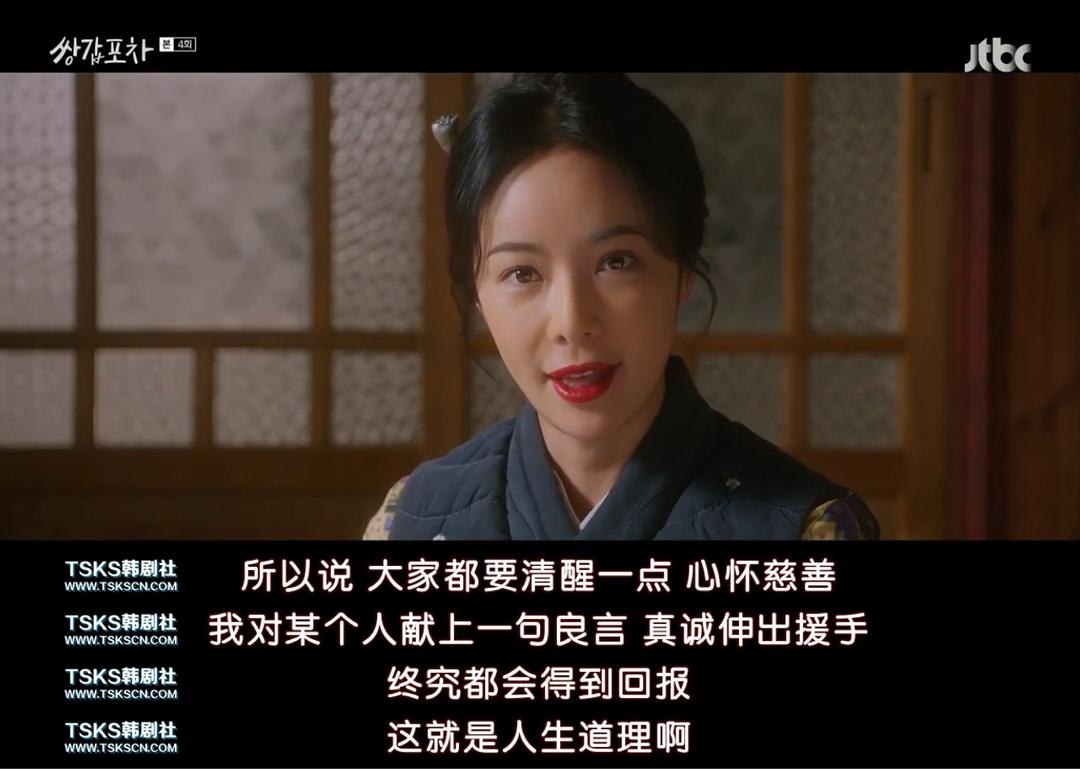 쌍갑포차 본 4회
jtbc
TSKS韩剧社
WWW.TSKSCN.COM
所以说 大家都要清醒一点 心怀慈善
TSKS韩剧社
WWW.TSKSCN.COM
我对某个人献上一句良言 真诚伸出援手
TSKS韩剧社
WWW.TSKSCN.COM
终究都会得到回报
TSKS韩剧社
WWW.TSKSCN.COM
这就是人生道理啊